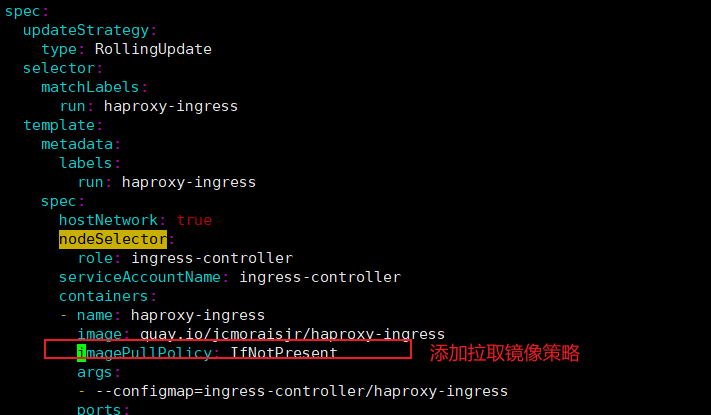 spec:
  updateStrategy:
    type: RollingUpdate
  selector:
    matchLabels:
      run: haproxy-ingress
  template:
    metadata:
      labels:
        run: haproxy-ingress
    spec:
      hostNetwork: true
      nodeSelector:
        role: ingress-controller
      serviceAccountName: ingress-controller
      containers:
      - name: haproxy-ingress
        image: quay.io/jcmoraisjr/haproxy-ingress
        imagePullPolicy: IfNotPresent 添加拉取镜像策略
        args:
        - --configmap=ingress-controller/haproxy-ingress
        ports: